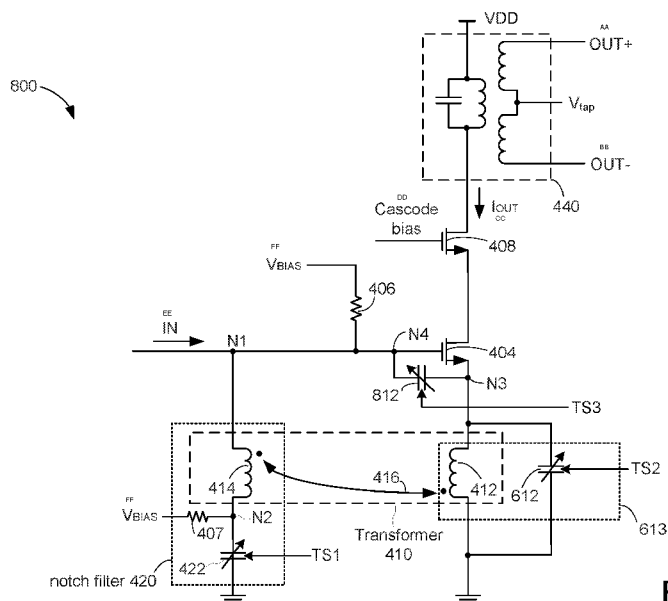 VDD
AA
OUT+
800
Vtap
BB
OUT-
IOUT
CC
440
DD
Cascode
bias
408
FF
VBIAS
406
EE
IN
N1
N4
404
812
N3
TS3
414
416
412
612
TS2
FF
VBIAS
407
N2
Transformer
410
613
422
TS1
notch filter 420